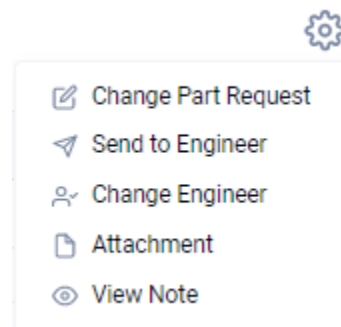 Change Part Request
Send to Engineer
Change Engineer
Attachment
View Note